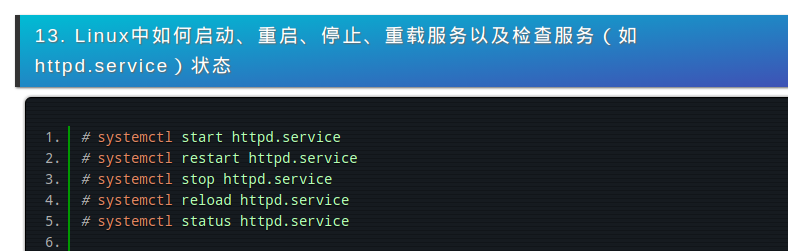 13. Linux中如何启动、重启、停止、重载服务以及检查服务（如
httpd.service）状态
1. # systemctl start httpd.service
2. # systemctl restart httpd.service
3. # systemctl stop httpd.service
4. # systemctl reload httpd.service
5. # systemctl status httpd.service
6.